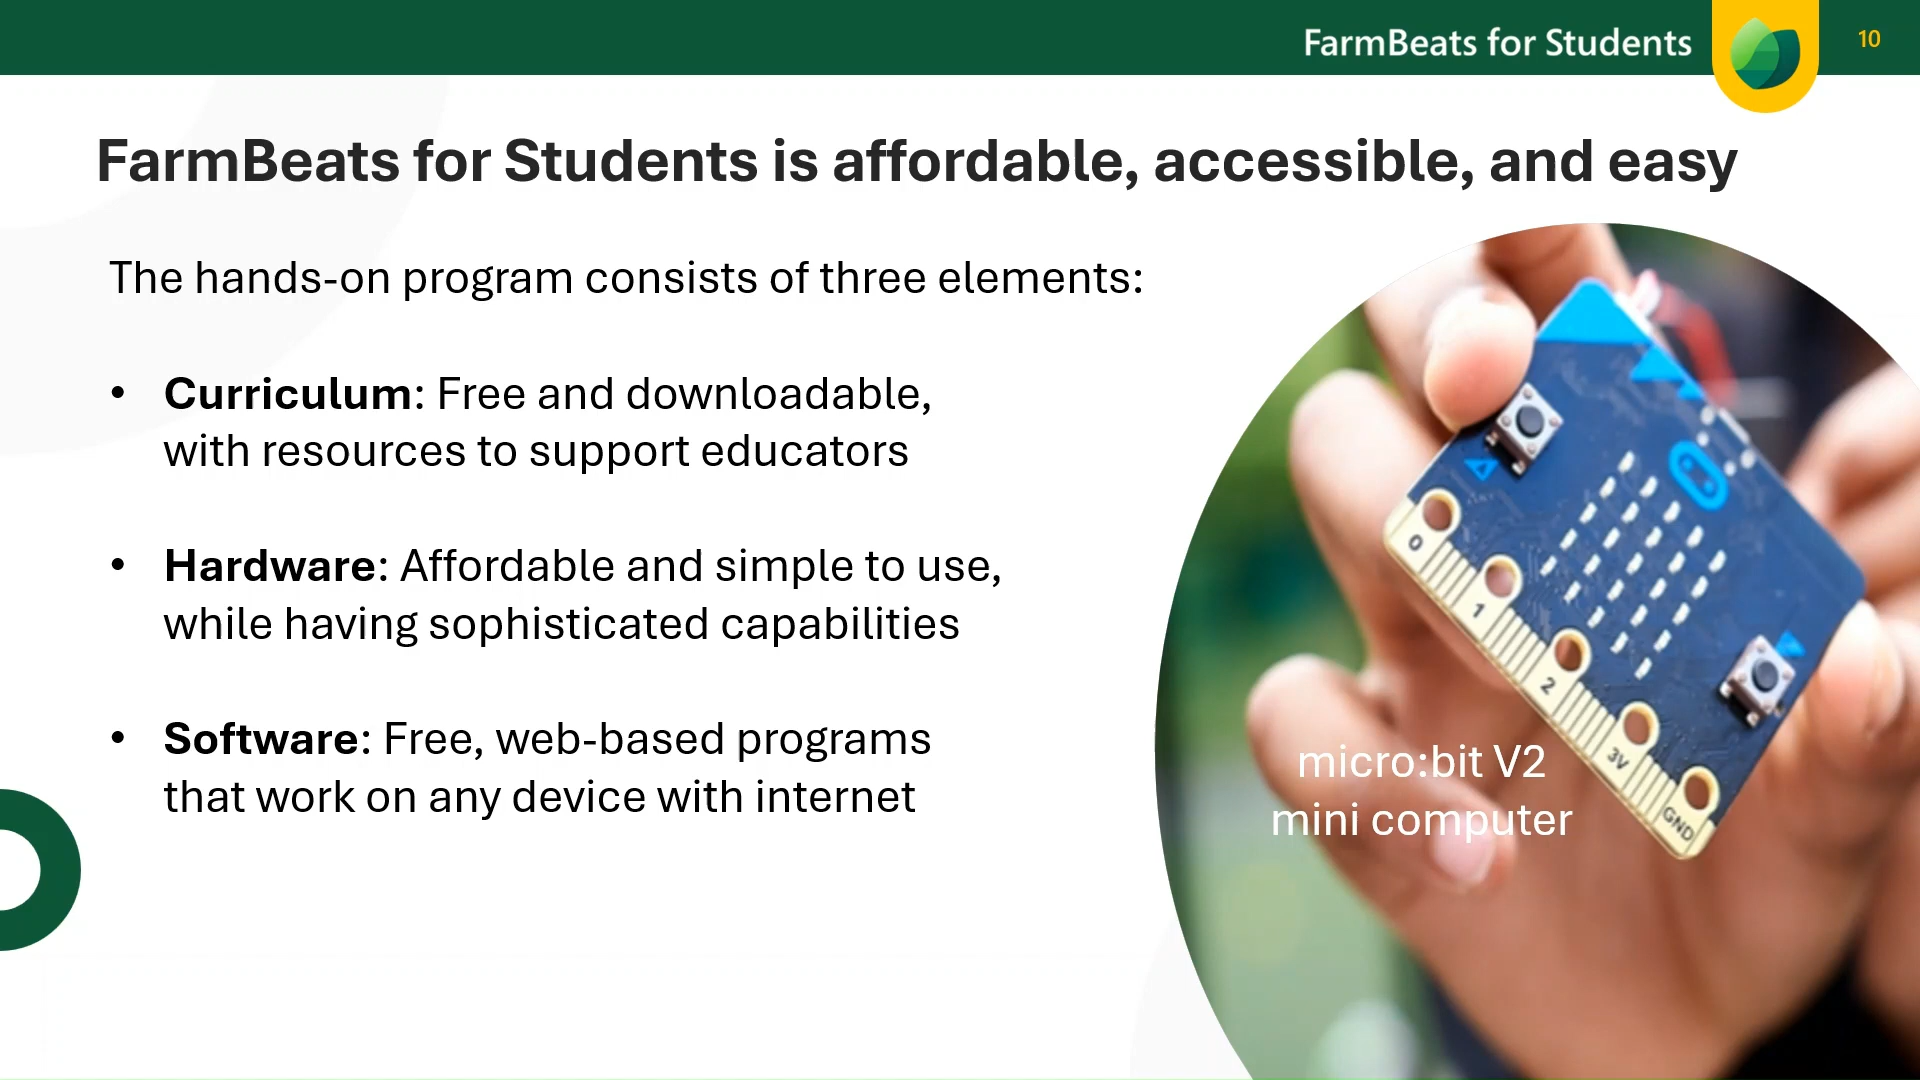 FarmBeats for Students
10
FarmBeats for Students is affordable, accessible, and easy
The hands-on program consists of three elements:
• Curriculum: Free and downloadable,
with resources to support educators
• Hardware: Affordable and simple to use,
while having sophisticated capabilities
• Software: Free, web-based programs
that work on any device with internet
micro:bit V2
mini computer
0
1
2
3V
GND